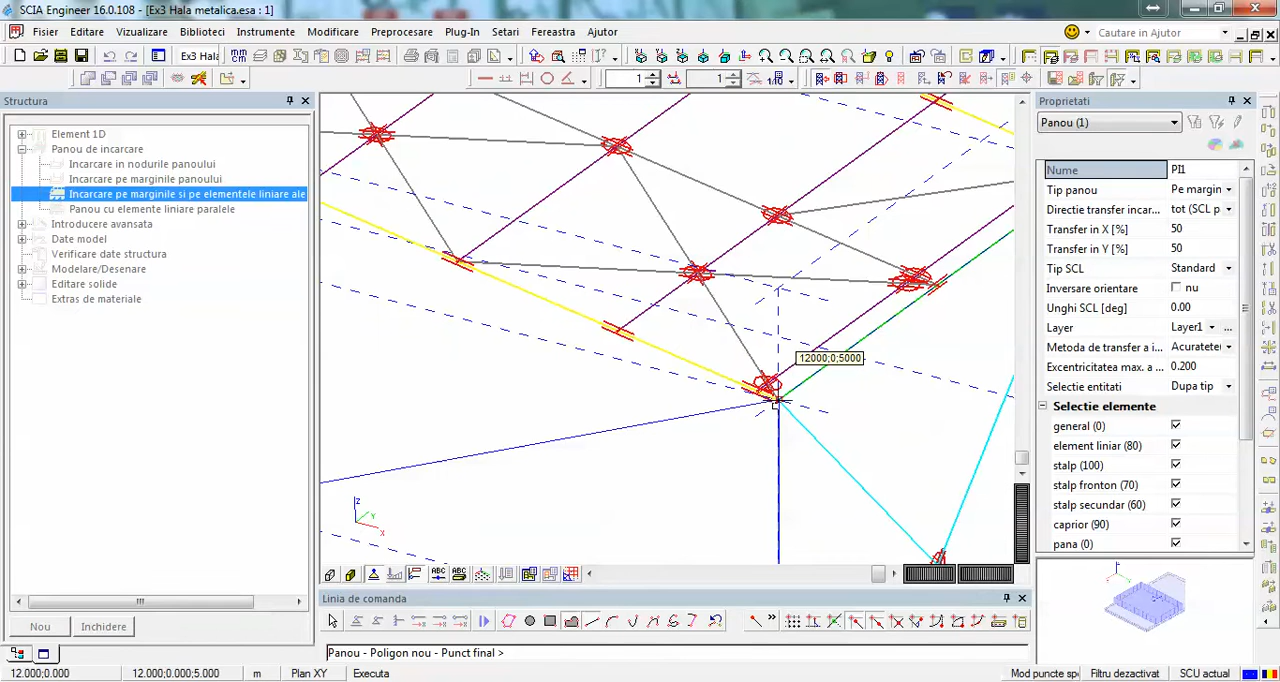 SCIA Engineer 16.0.108 - [Ex3 Hala metalica.esa : 1]
Fisier Editare Vizualizare Biblioteci Instrumente Modificare Preprocesare Plug-In Setari Fereastra Ajutor Cautare in Ajutor
Ex3 Hala
1 1
Structura
Element 1D
Panou de incarcare
Incarcare in nodurile panoului
Incarcare pe marginile panoului
Incarcare pe marginile si pe elementele liniare ale
Panou cu elemente liniare paralele
Introducere avansata
Date model
Verificare date structura
Modelare/Desenare
Editare solide
Extras de materiale
Nou Inchidere
12000;0;5000
z
Y
X
ABC ABC
Proprietati
Panou (1)
Nume PI1
Tip panou Pe margin
Directie transfer incar... tot (SCL p
Transfer in X [%] 50
Transfer in Y [%] 50
Tip SCL Standard
Inversare orientare nu
Unghi SCL [deg] 0.00
Layer Layer1 ...
Metoda de transfer a i... Acuratete
Excentricitatea max. a ... 0.200
Selectie entitati Dupa tip
Selectie elemente
general (0)
element liniar (80)
stalp (100)
stalp fronton (70)
stalp secundar (60)
caprior (90)
pana (0)
Linia de comanda
Panou - Poligon nou - Punct final >
12.000;0.000 12.000;0.000;5.000 m Plan XY Executa Mod puncte spe Filtru dezactivat SCU actual